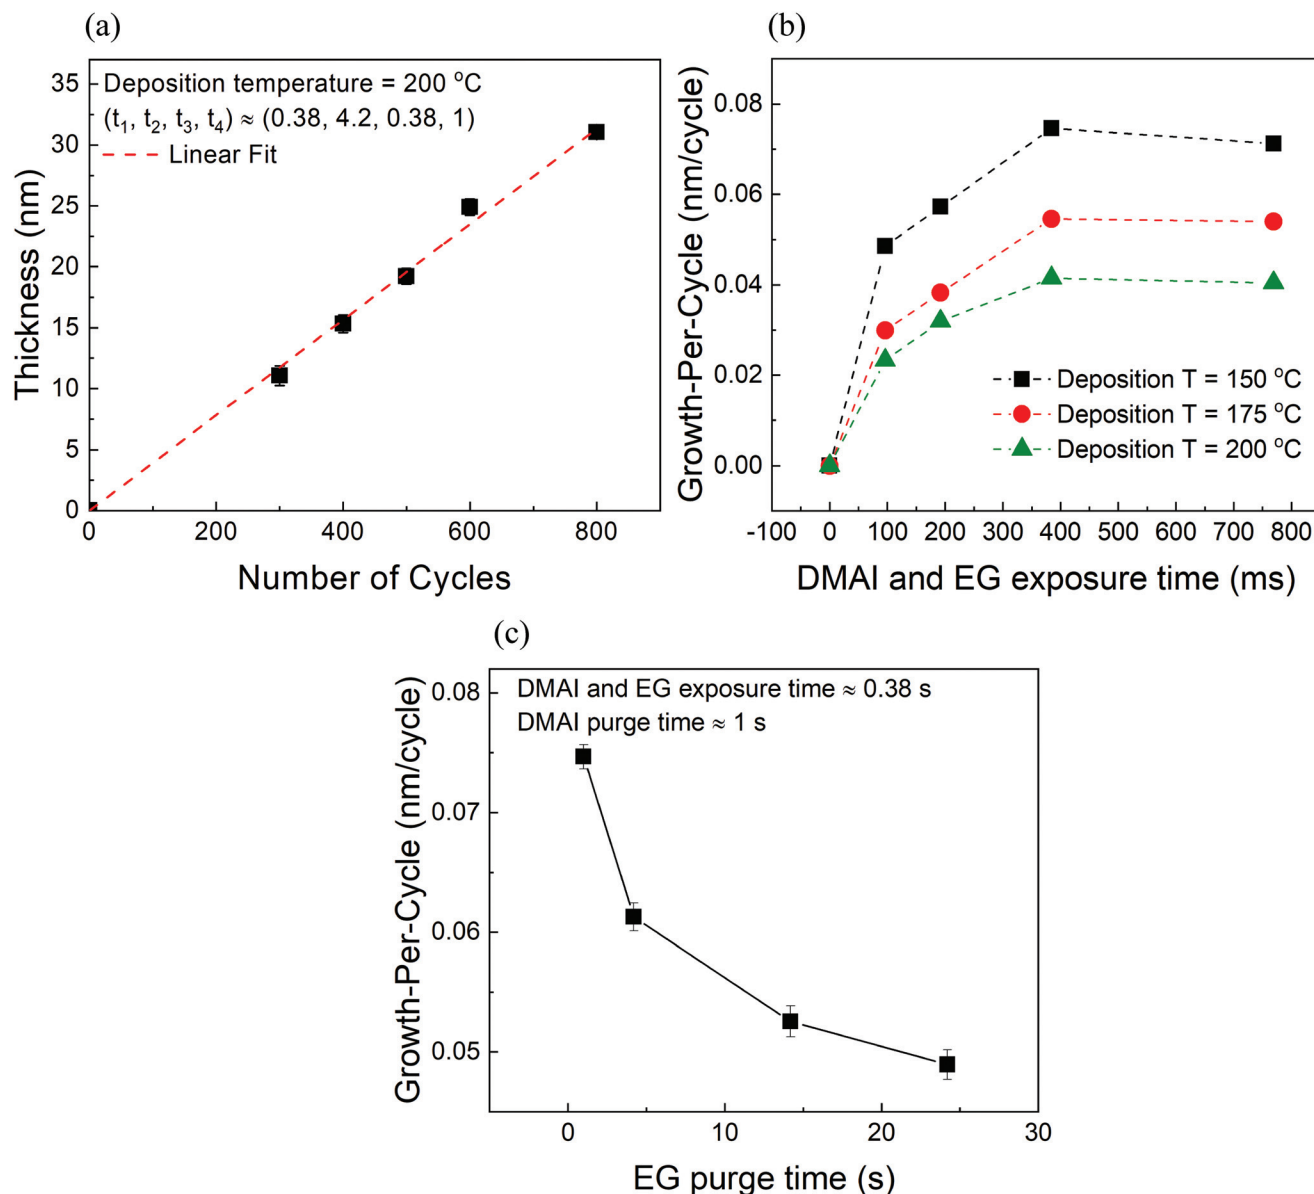 (a)
Deposition temperature = 200 °C
(t₁, t₂, t₃, t₄) ≈ (0.38, 4.2, 0.38, 1)
Linear Fit
Thickness (nm)
35
30
25
20
15
10
5
0
0 200 400 600 800
Number of Cycles
(b)
Growth-Per-Cycle (nm/cycle)
0.08
0.06
0.04
0.02
0.00
Deposition T = 150 °C
Deposition T = 175 °C
Deposition T = 200 °C
-100 0 100 200 300 400 500 600 700 800
DMAI and EG exposure time (ms)
(c)
DMAI and EG exposure time ≈ 0.38 s
DMAI purge time ≈ 1 s
Growth-Per-Cycle (nm/cycle)
0.08
0.07
0.06
0.05
0 10 20 30
EG purge time (s)